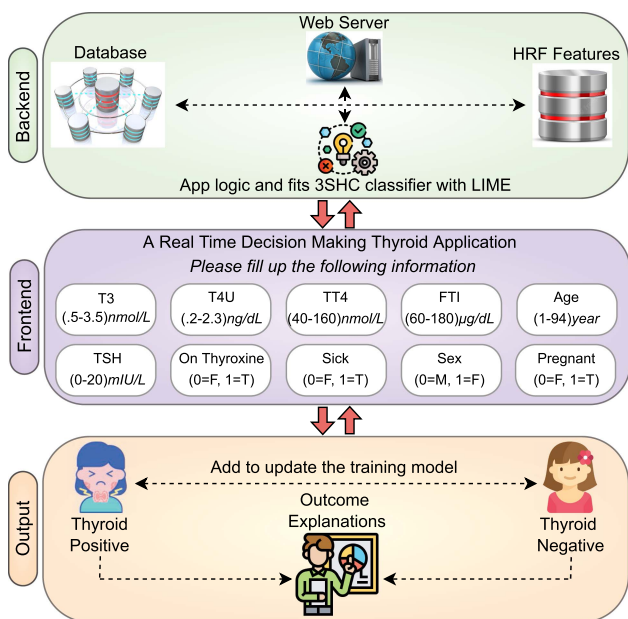 Backend
Web Server
Database
HRF Features
App logic and fits 3SHC classifier with LIME
Frontend
A Real Time Decision Making Thyroid Application
Please fill up the following information
T3
(.5-3.5)nmol/L
T4U
(.2-2.3)ng/dL
TT4
(40-160)nmol/L
FTI
(60-180)µg/dL
Age
(1-94)year
TSH
(0-20)mIU/L
On Thyroxine
(0=F, 1=T)
Sick
(0=F, 1=T)
Sex
(0=M, 1=F)
Pregnant
(0=F, 1=T)
Output
Add to update the training model
Thyroid
Positive
Outcome
Explanations
Thyroid
Negative